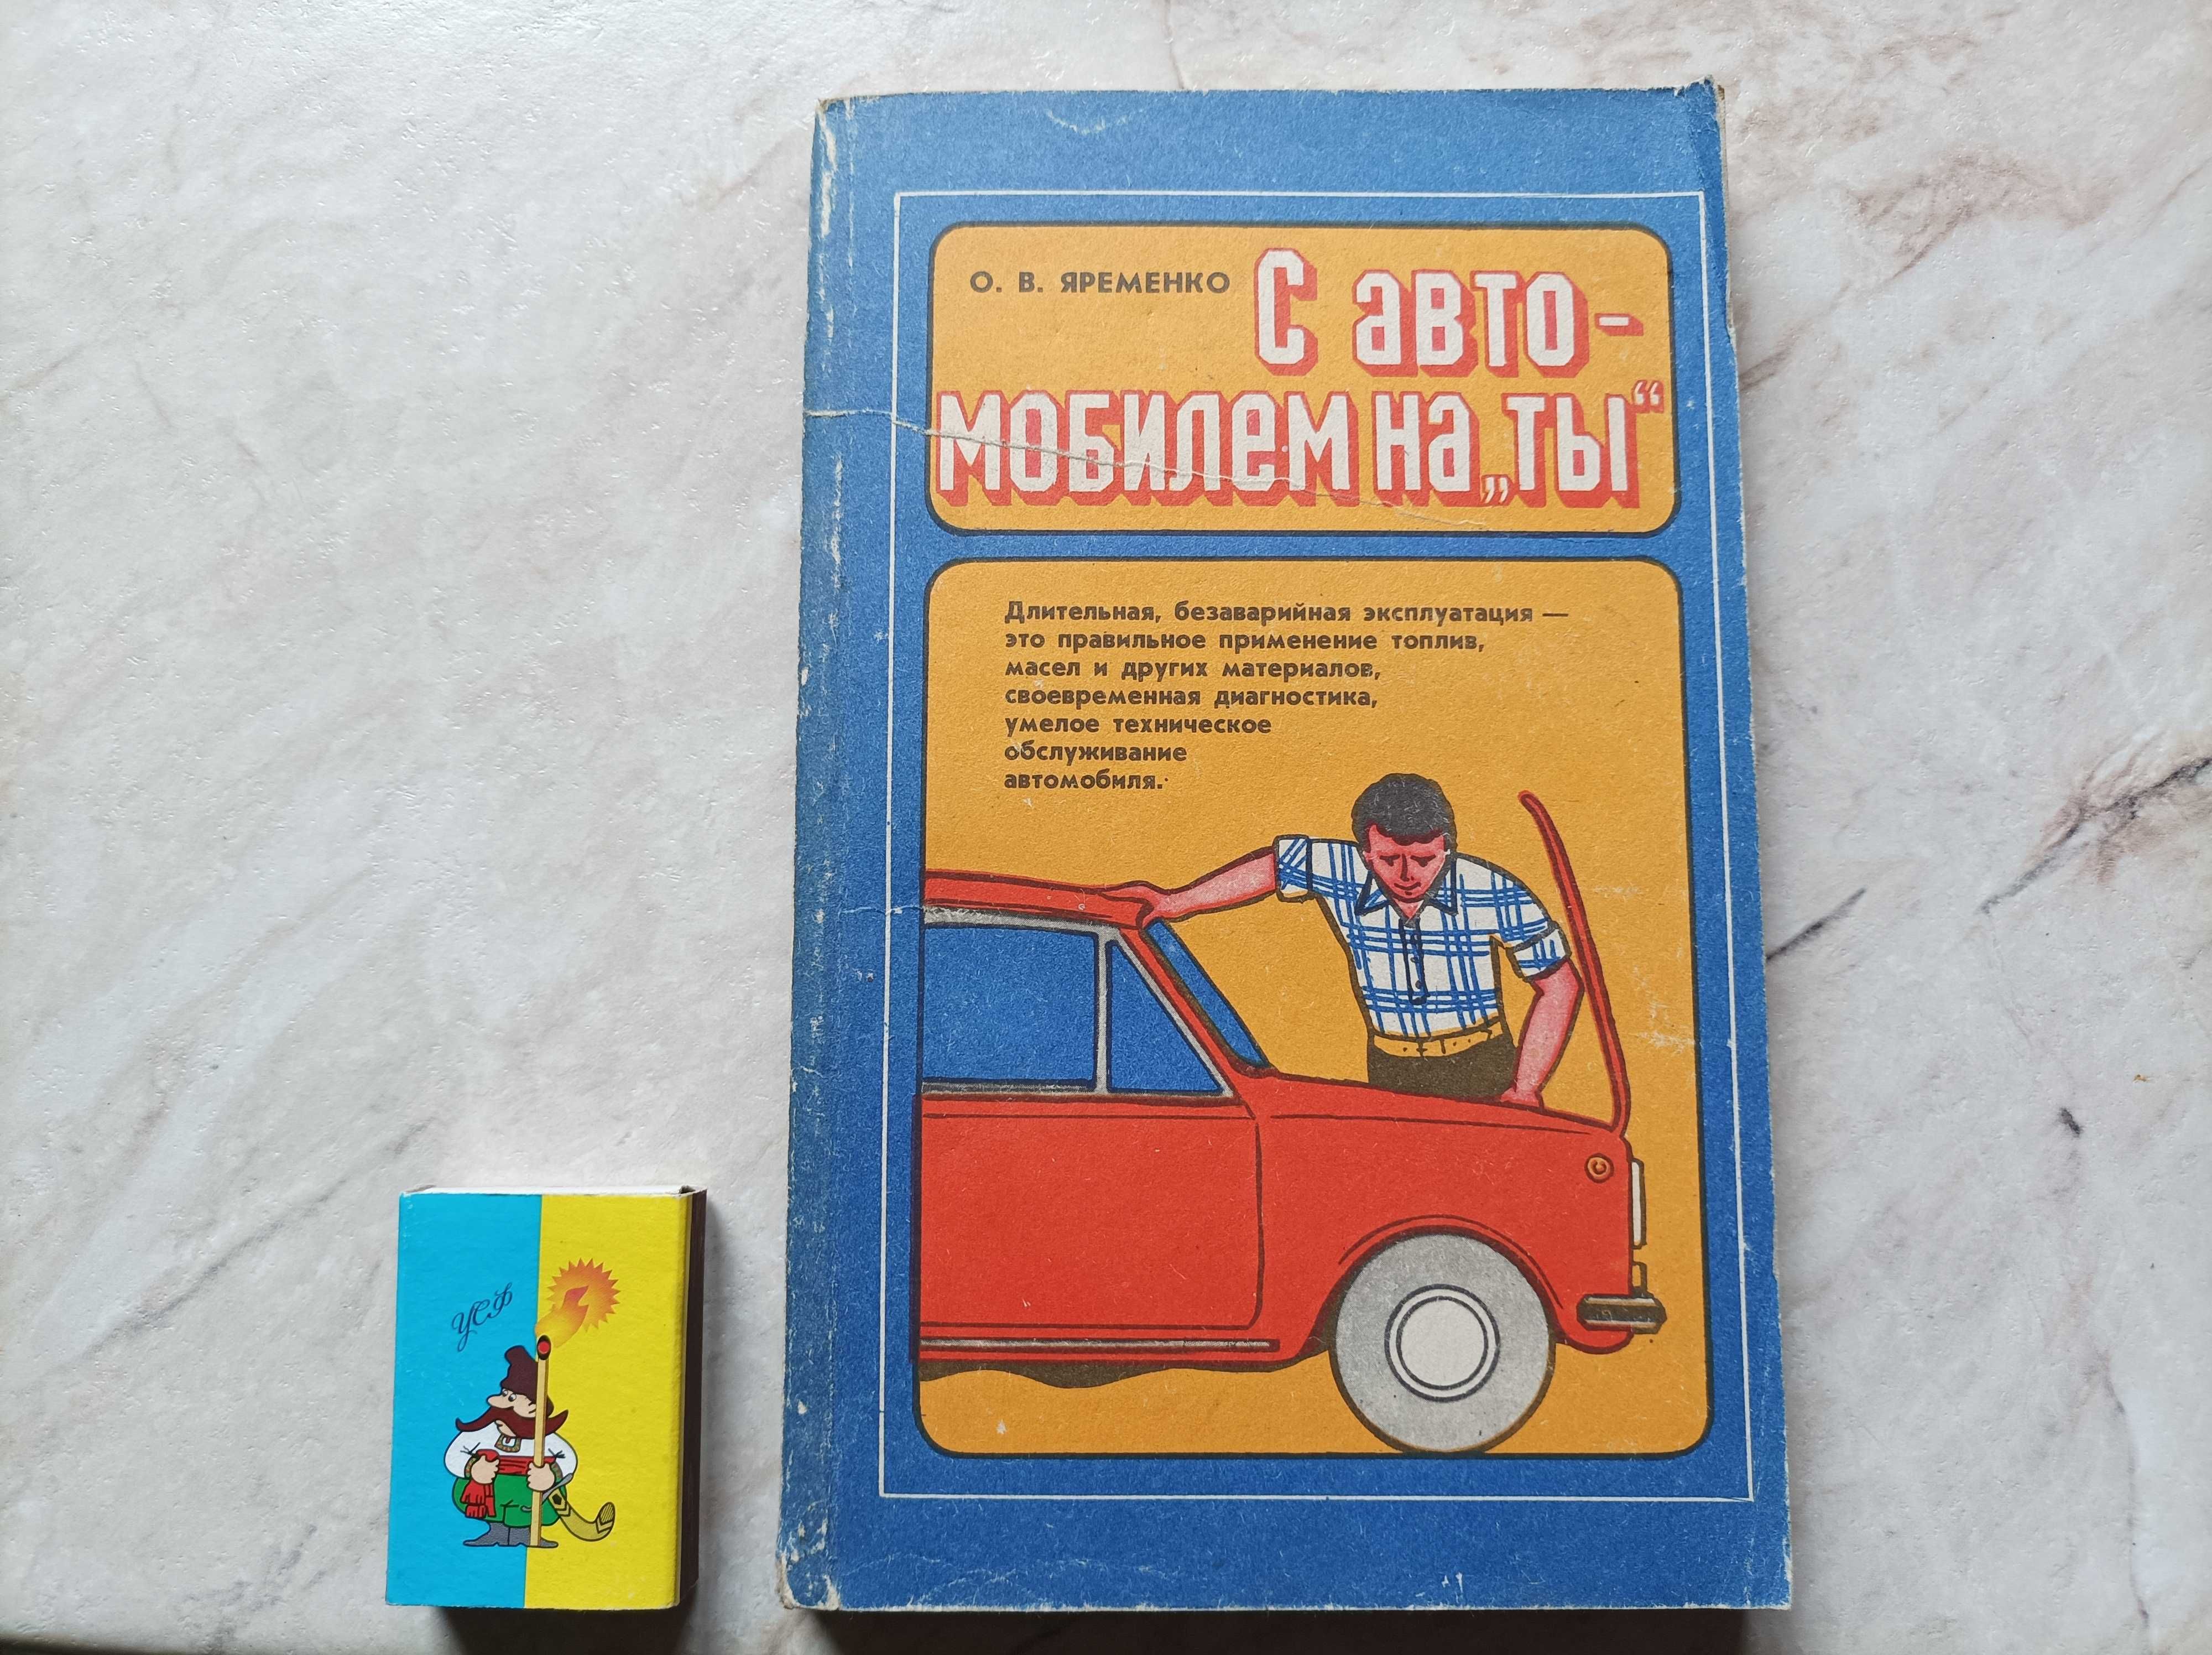 О. В. ЯРЕМЕНКО
С авто-
мобилем на „ты“
Длительная, безаварийная эксплуатация —
это правильное применение топлив,
масел и других материалов,
своевременная диагностика,
умелое техническое
обслуживание
автомобиля.
УСФ